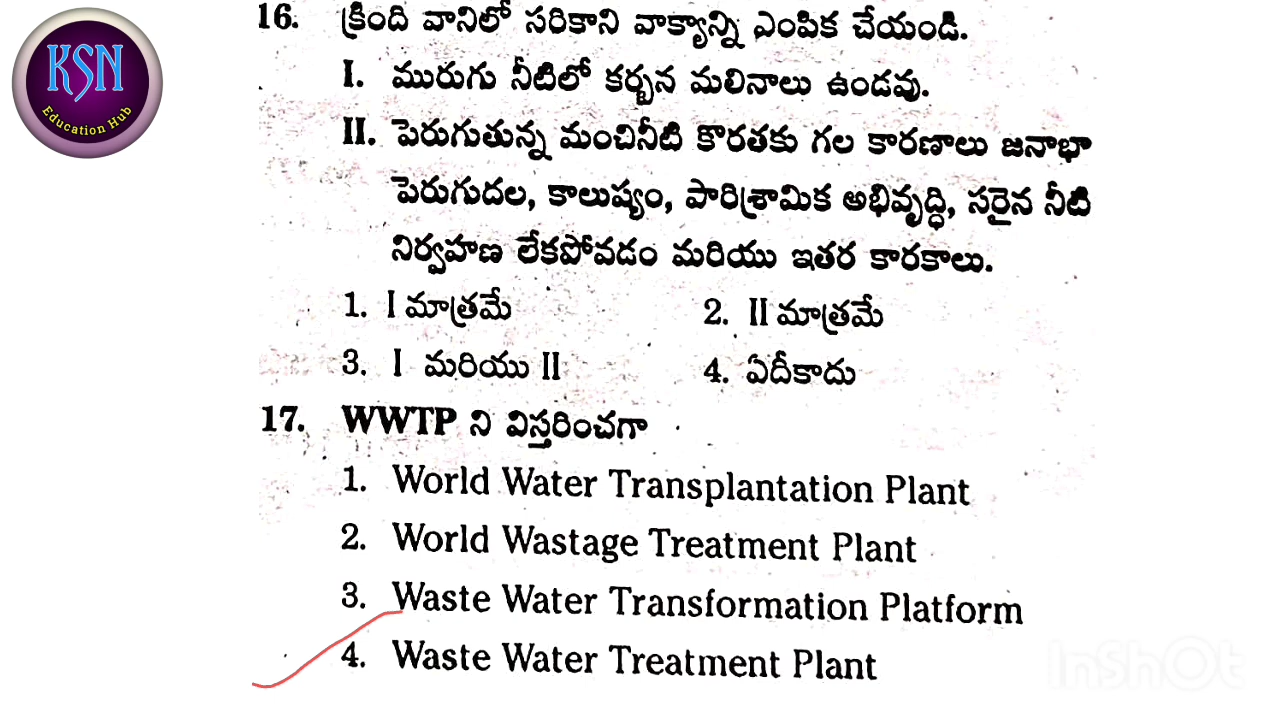 KSN
Education Hub
16. క్రింది వానిలో సరికాని వాక్యాన్ని ఎంపిక చేయండి.
I. మురుగు నీటిలో కర్బన మలినాలు ఉండవు.
II. పెరుగుతున్న మంచినీటి కొరతకు గల కారణాలు జనాభా
పెరుగుదల, కాలుష్యం, పారిశ్రామిక అభివృద్ధి, సరైన నీటి
నిర్వహణ లేకపోవడం మరియు ఇతర కారకాలు.
1. I మాత్రమే 2. II మాత్రమే
3. I మరియు II 4. ఏదీకాదు
17. WWTP ని విస్తరించగా
1. World Water Transplantation Plant
2. World Wastage Treatment Plant
3. Waste Water Transformation Platform
4. Waste Water Treatment Plant
InShOt